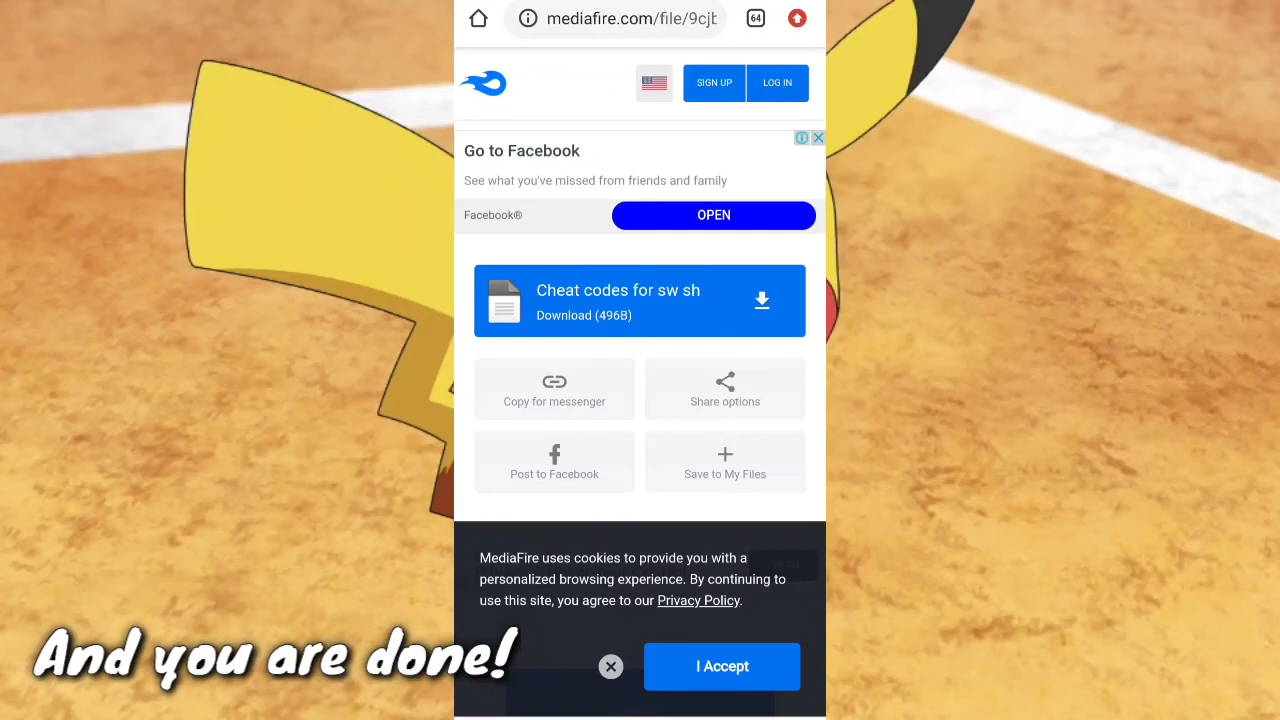 mediafire.com/file/9cjb
64
SIGN UP
LOG IN
Go to Facebook
See what you've missed from friends and family
Facebook®
OPEN
Cheat codes for sw sh
Download (496B)
Copy for messenger
Share options
Post to Facebook
Save to My Files
MediaFire uses cookies to provide you with a
personalized browsing experience. By continuing to
use this site, you agree to our Privacy Policy.
OPEN
And you are done!
I Accept